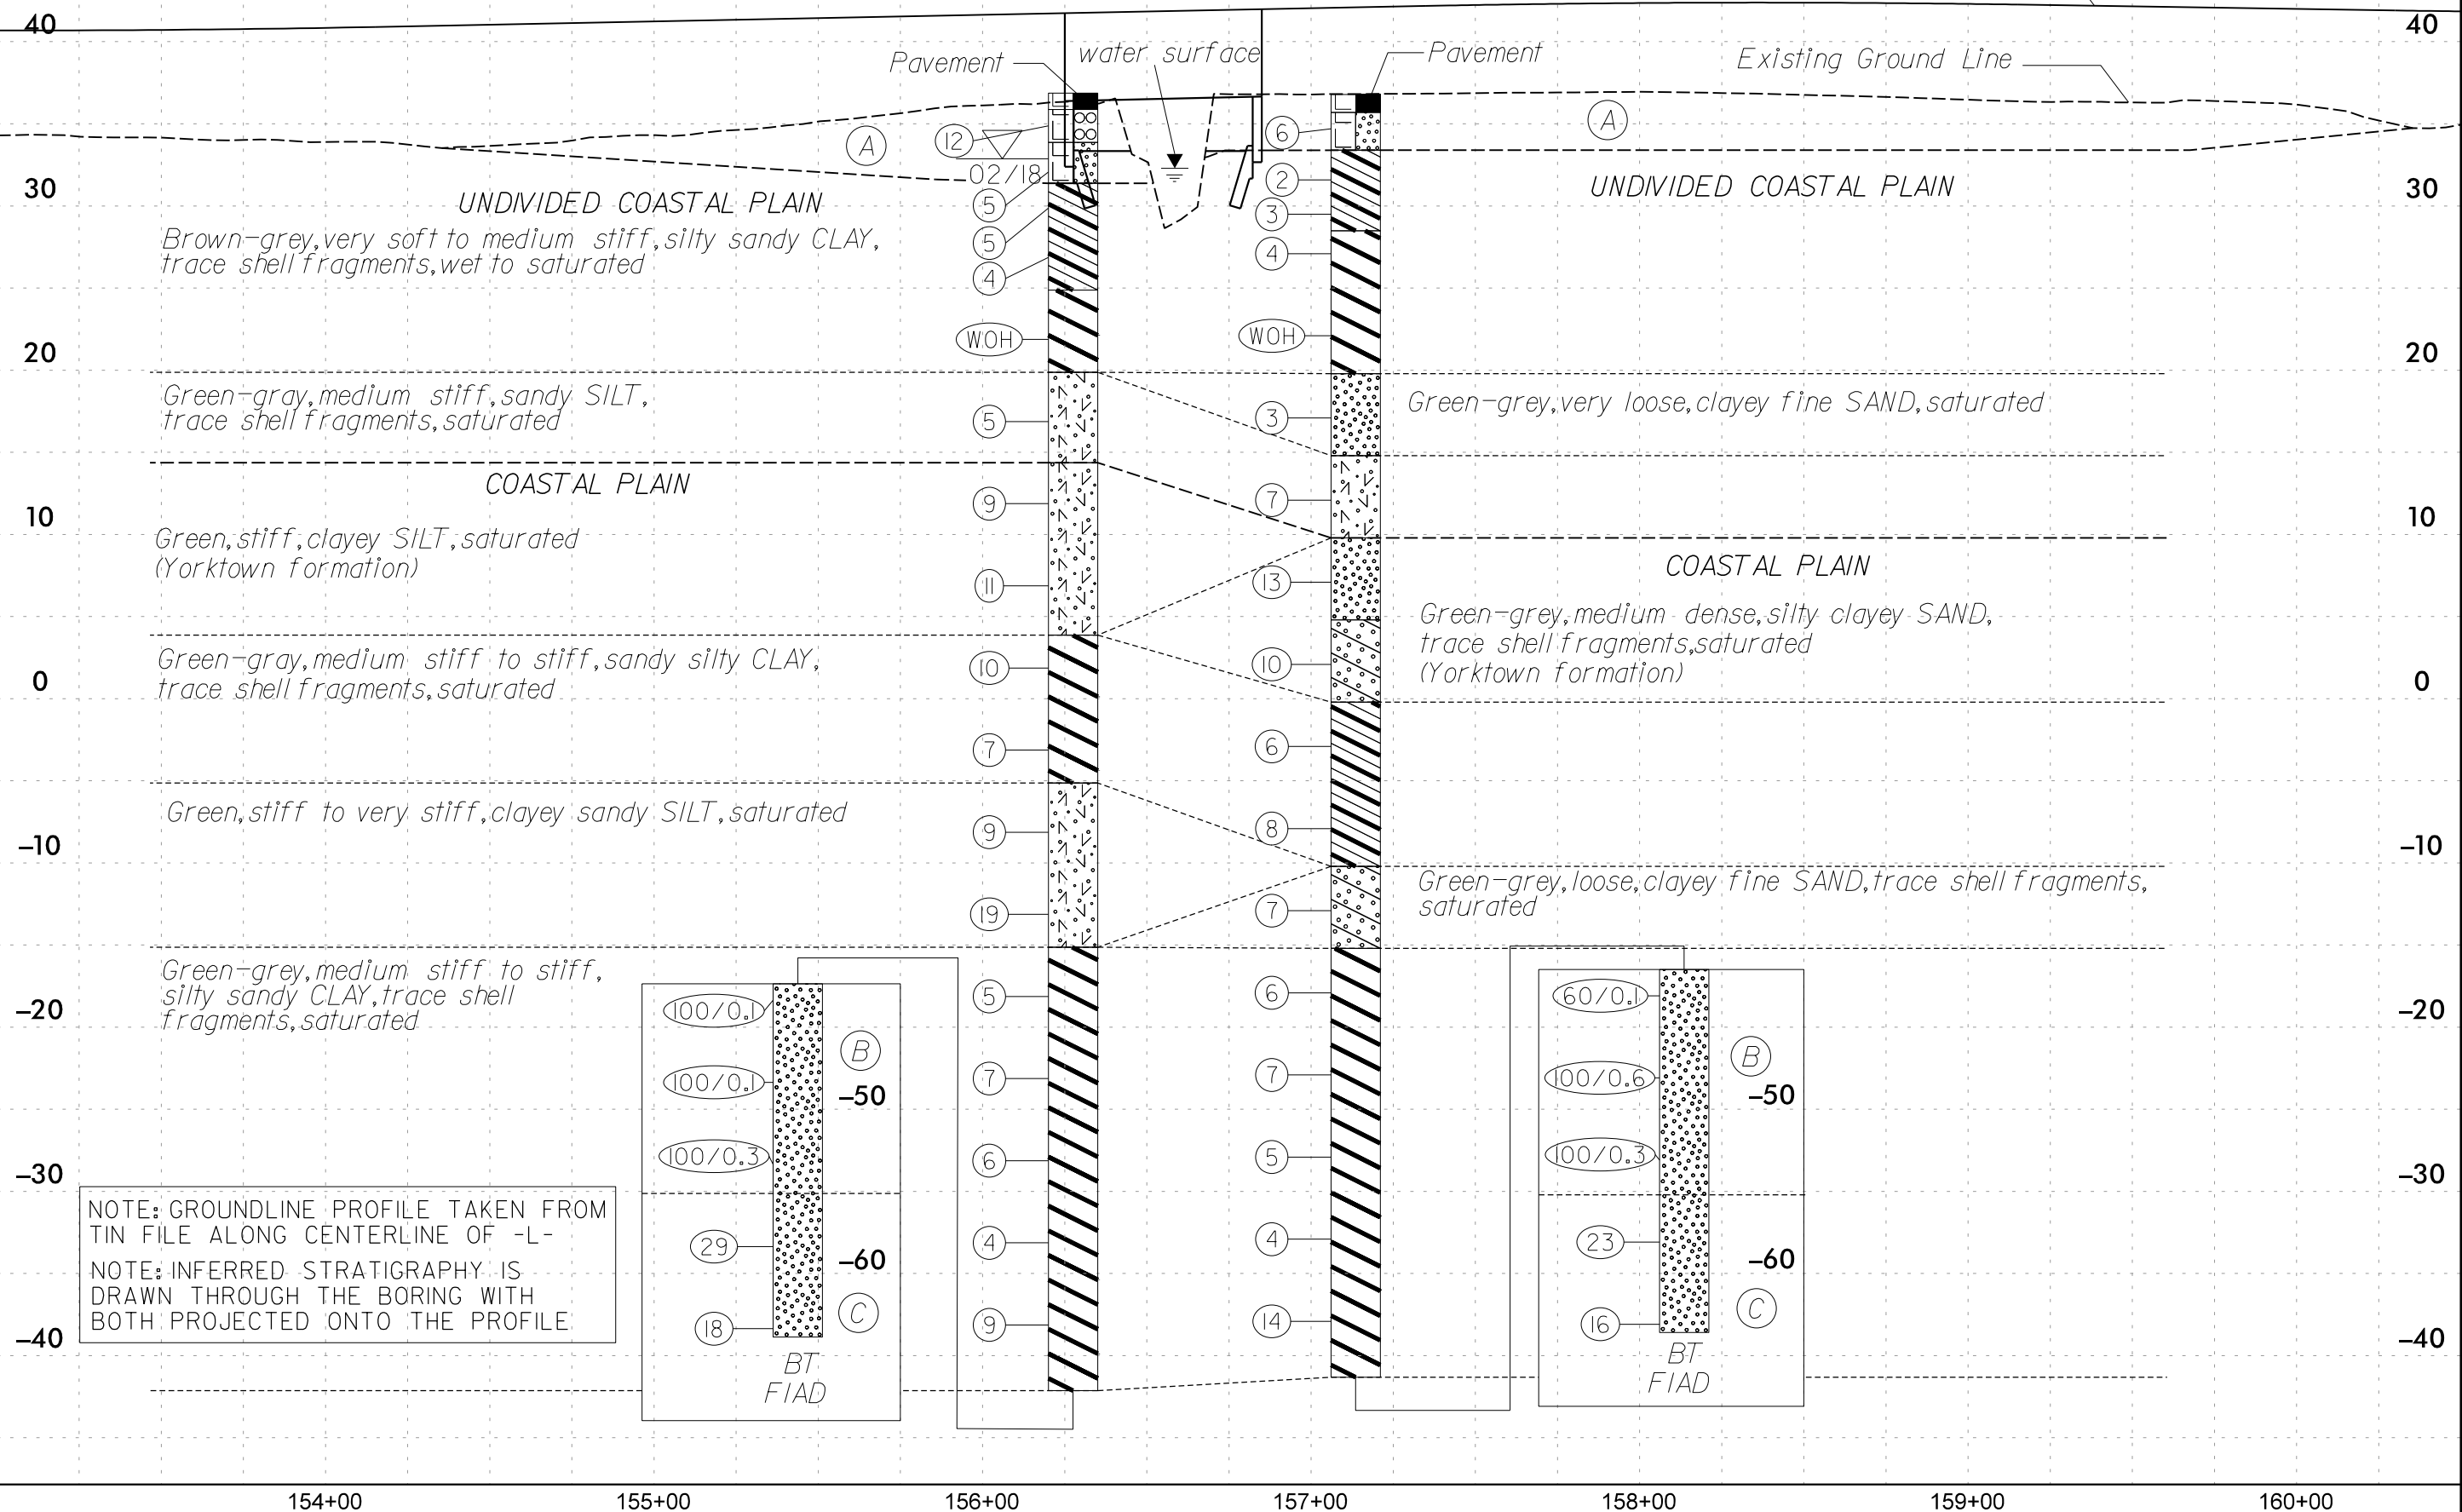 40
40
Pavement
water surface
Pavement
Existing Ground Line
A
12
6
A
02/18
30
UNDIVIDED COASTAL PLAIN
5
2
UNDIVIDED COASTAL PLAIN
30
3
Brown-grey, very soft to medium stiff, silty sandy CLAY,
trace shell fragments, wet to saturated
5
4
4
WOH
WOH
20
20
Green-gray, medium stiff, sandy SILT,
trace shell fragments, saturated
5
3
Green-grey, very loose, clayey fine SAND, saturated
COASTAL PLAIN
9
7
10
10
Green, stiff, clayey SILT, saturated
(Yorktown formation)
COASTAL PLAIN
11
13
Green-grey, medium dense, silty clayey SAND,
trace shell fragments, saturated
(Yorktown formation)
Green-gray, medium stiff to stiff, sandy silty CLAY,
trace shell fragments, saturated
10
10
0
0
7
6
Green, stiff to very stiff, clayey sandy SILT, saturated
9
8
-10
-10
Green-grey, loose, clayey fine SAND, trace shell fragments,
saturated
19
7
Green-grey, medium stiff to stiff,
silty sandy CLAY, trace shell
fragments, saturated
5
6
-20
-20
100/0.1
B
60/0.1
B
100/0.1
-50
7
7
100/0.6
-50
100/0.3
6
5
100/0.3
-30
-30
NOTE: GROUNDLINE PROFILE TAKEN FROM
TIN FILE ALONG CENTERLINE OF -L-
NOTE: INFERRED STRATIGRAPHY IS
DRAWN THROUGH THE BORING WITH
BOTH PROJECTED ONTO THE PROFILE
29
-60
4
4
23
-60
18
C
9
14
16
C
-40
-40
BT
FIAD
BT
FIAD
154+00
155+00
156+00
157+00
158+00
159+00
160+00